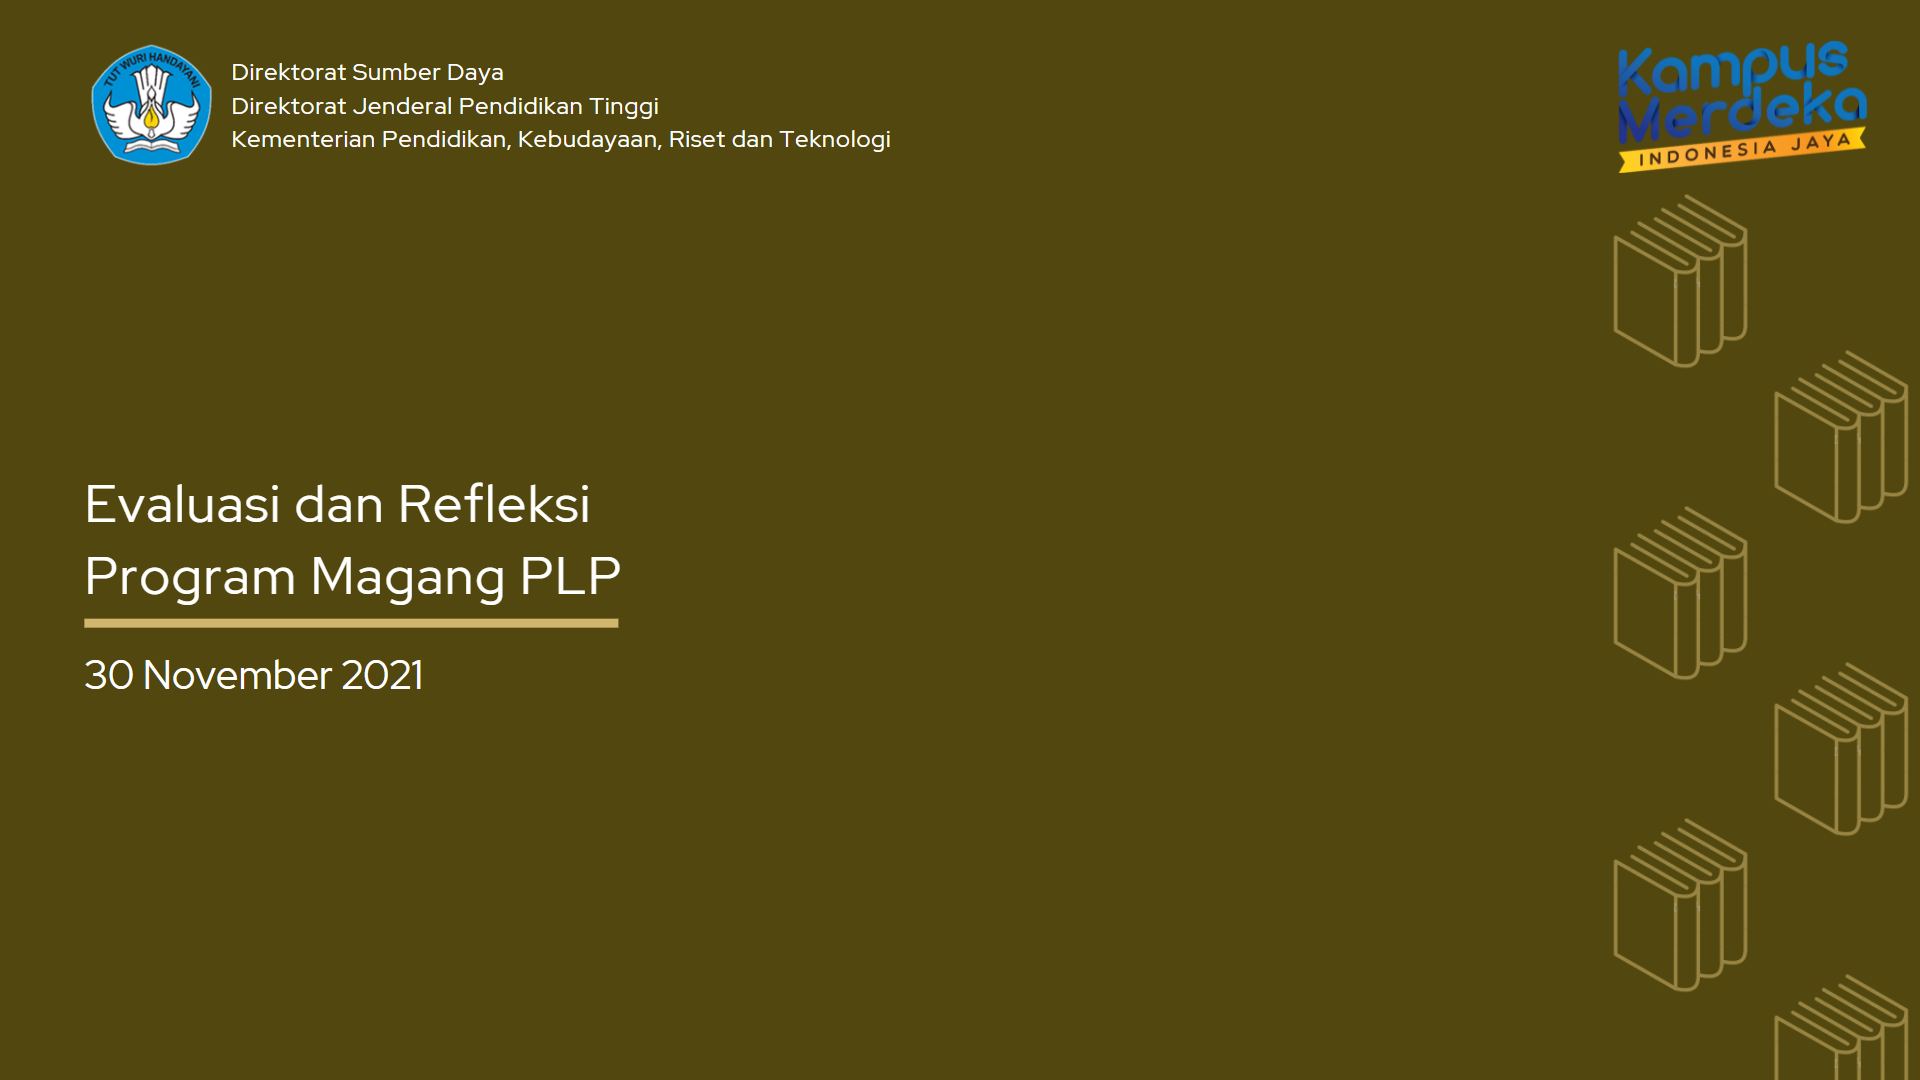 TUT WURI HANDAYANI
Direktorat Sumber Daya
Direktorat Jenderal Pendidikan Tinggi
Kementerian Pendidikan, Kebudayaan, Riset dan Teknologi
Kampus
Merdeka
INDONESIA JAYA
Evaluasi dan Refleksi
Program Magang PLP
30 November 2021